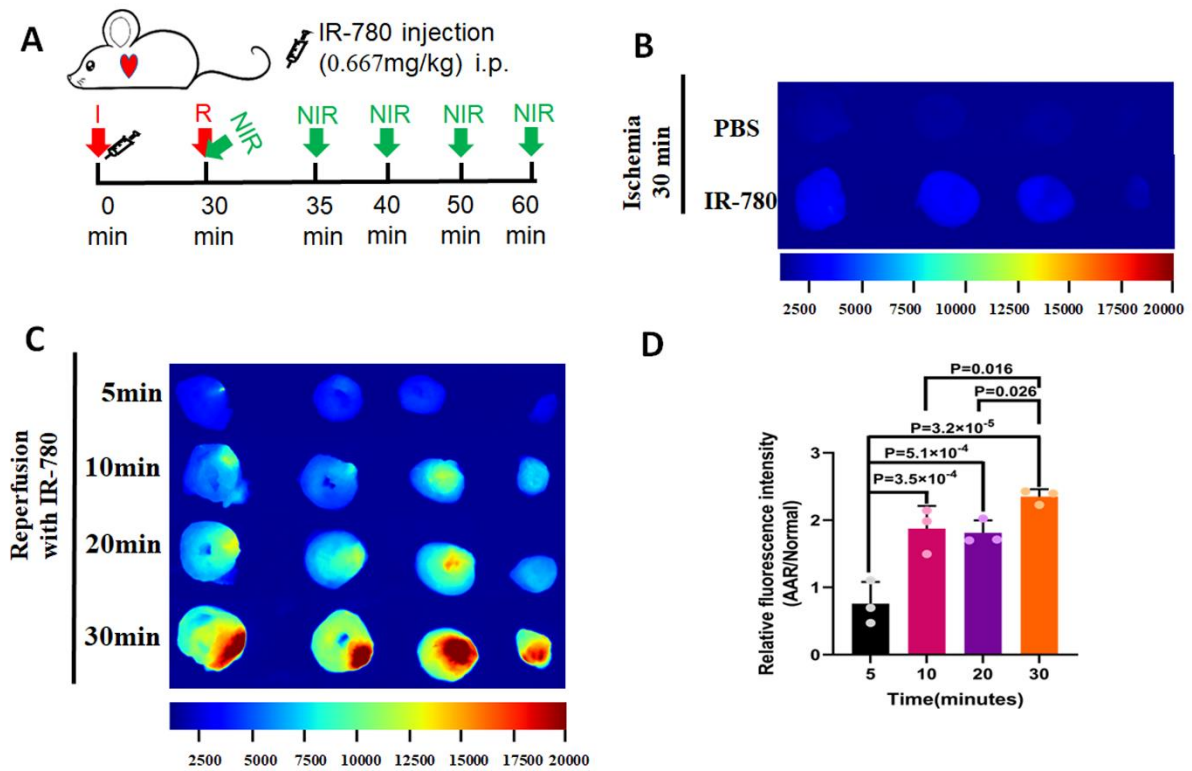 A
IR-780 injection
(0.667mg/kg) i.p.
I R NIR NIR NIR NIR NIR
0 30 35 40 50 60
min min min min min min
B
Ischemia
30 min
PBS
IR-780
2500 5000 7500 10000 12500 15000 17500 20000
C
Reperfusion
with IR-780
5min
10min
20min
30min
2500 5000 7500 10000 12500 15000 17500 20000
D
P=0.016
P=0.026
P=3.2×10-5
P=5.1×10-4
P=3.5×10-4
Relative fluorescence intensity
(AAR/Normal)
3
2
1
0
5 10 20 30
Time(minutes)